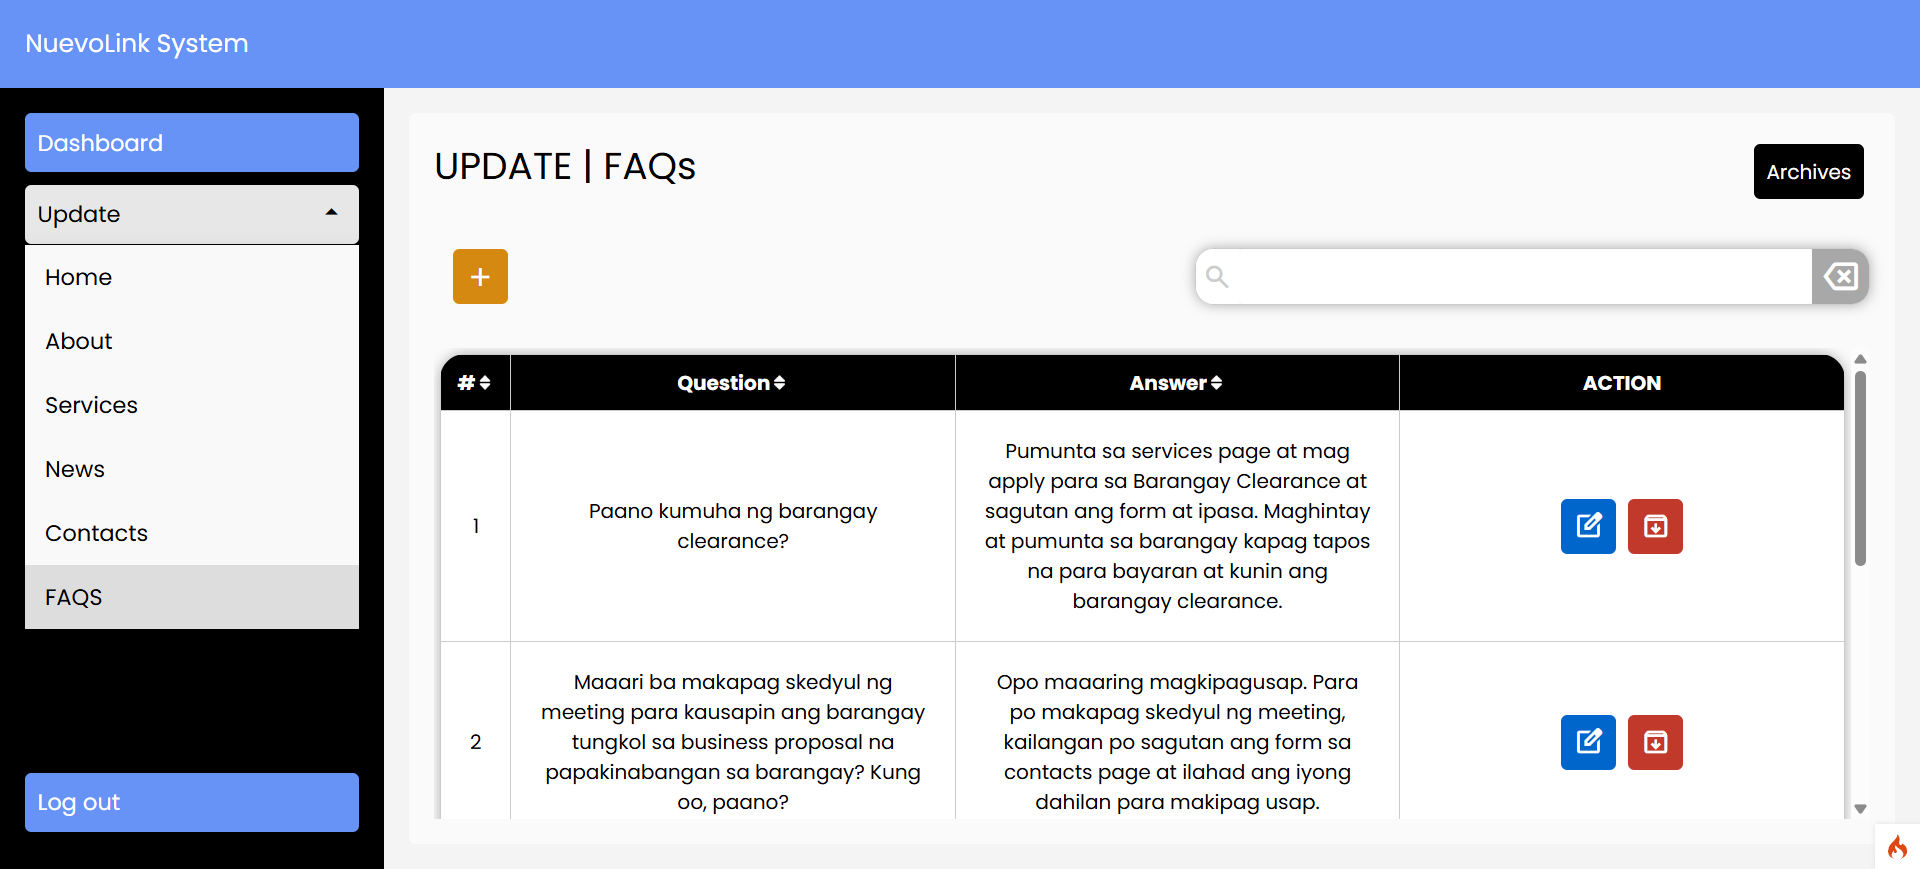 NuevoLink System
Dashboard
Update
Home
About
Services
News
Contacts
FAQS
Log out
UPDATE | FAQs
Archives
+
# Question Answer ACTION
1
Paano kumuha ng barangay
clearance?
Pumunta sa services page at mag
apply para sa Barangay Clearance at
sagutan ang form at ipasa. Maghintay
at pumunta sa barangay kapag tapos
na para bayaran at kunin ang
barangay clearance.
2
Maaari ba makapag skedyul ng
meeting para kausapin ang barangay
tungkol sa business proposal na
papakinabangan sa barangay? Kung
oo, paano?
Opo maaaring magkipagusap. Para
po makapag skedyul ng meeting,
kailangan po sagutan ang form sa
contacts page at ilahad ang iyong
dahilan para makipag usap.